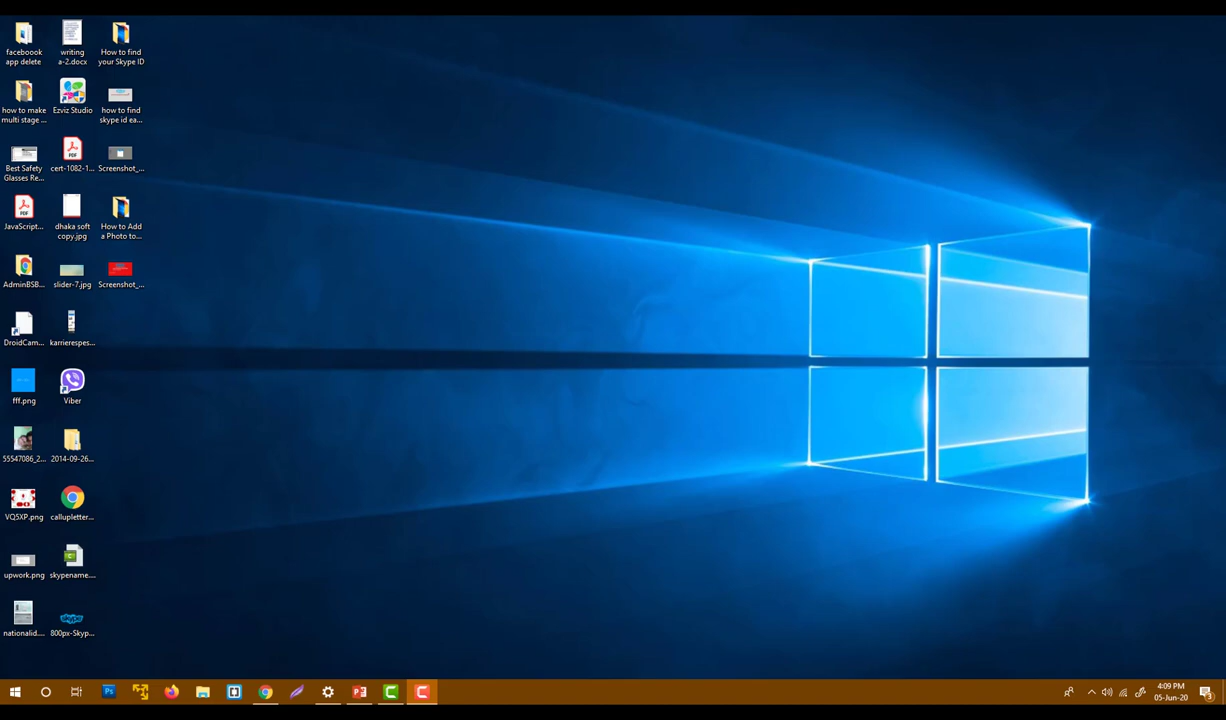 faceboook
app delete
writing
a-2.docx
How to find
your Skype ID
how to make
multi stage ...
Ezviz Studio
how to find
skype id ea...
Best Safety
Glasses Re...
cert-1082-1...
Screenshot_...
JavaScript...
dhaka soft
copy.jpg
How to Add
a Photo to...
AdminBSB...
slider-7.jpg
Screenshot_...
DroidCam...
karrierespes...
fff.png
Viber
55547086_2...
2014-09-26...
VQ5XP.png
callupletter...
upwork.png
skypename....
nationalid....
800px-Skyp...
4:09 PM
05-Jun-20